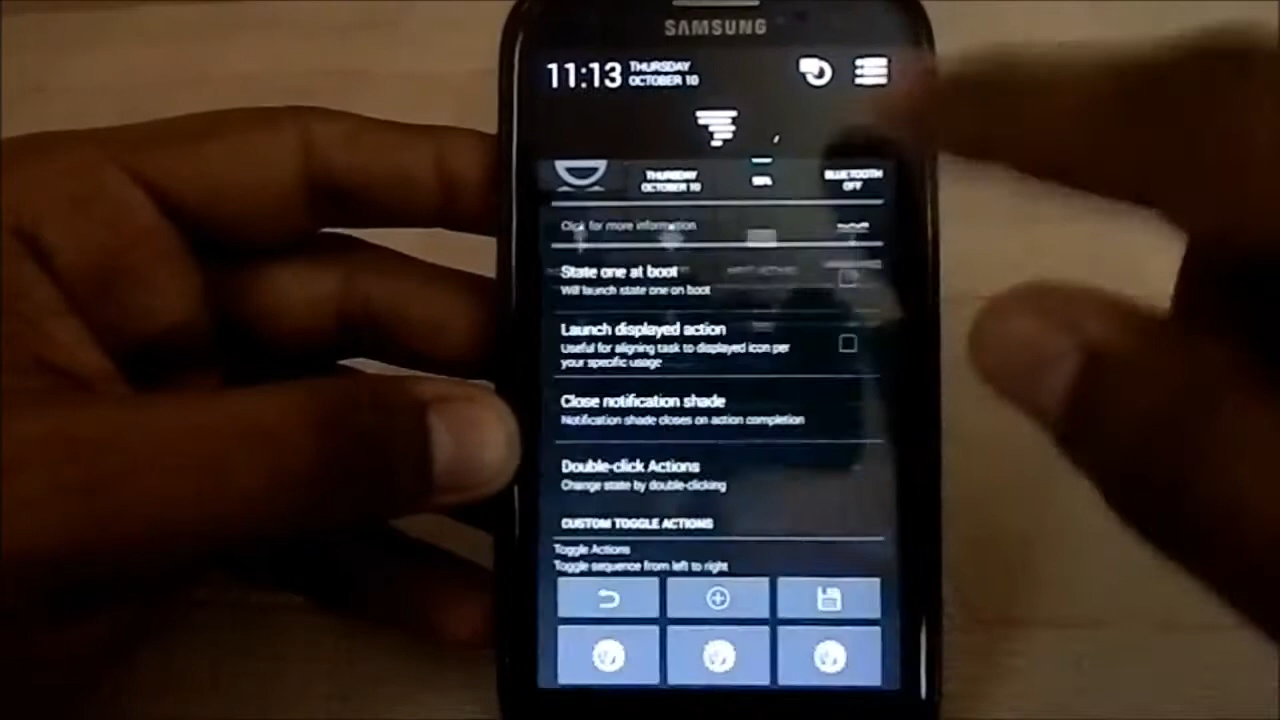 SAMSUNG
11:13 THURSDAY
OCTOBER 10
THURSDAY
OCTOBER 10
BLUETOOTH
OFF
Click for more information
State one at boot
Will launch state one on boot
Launch displayed action
Useful for aligning task to displayed icon per
your specific usage
Close notification shade
Notification shade closes on action completion
Double-click Actions
Change state by double-clicking
CUSTOM TOGGLE ACTIONS
Toggle Actions
Toggle sequence from left to right